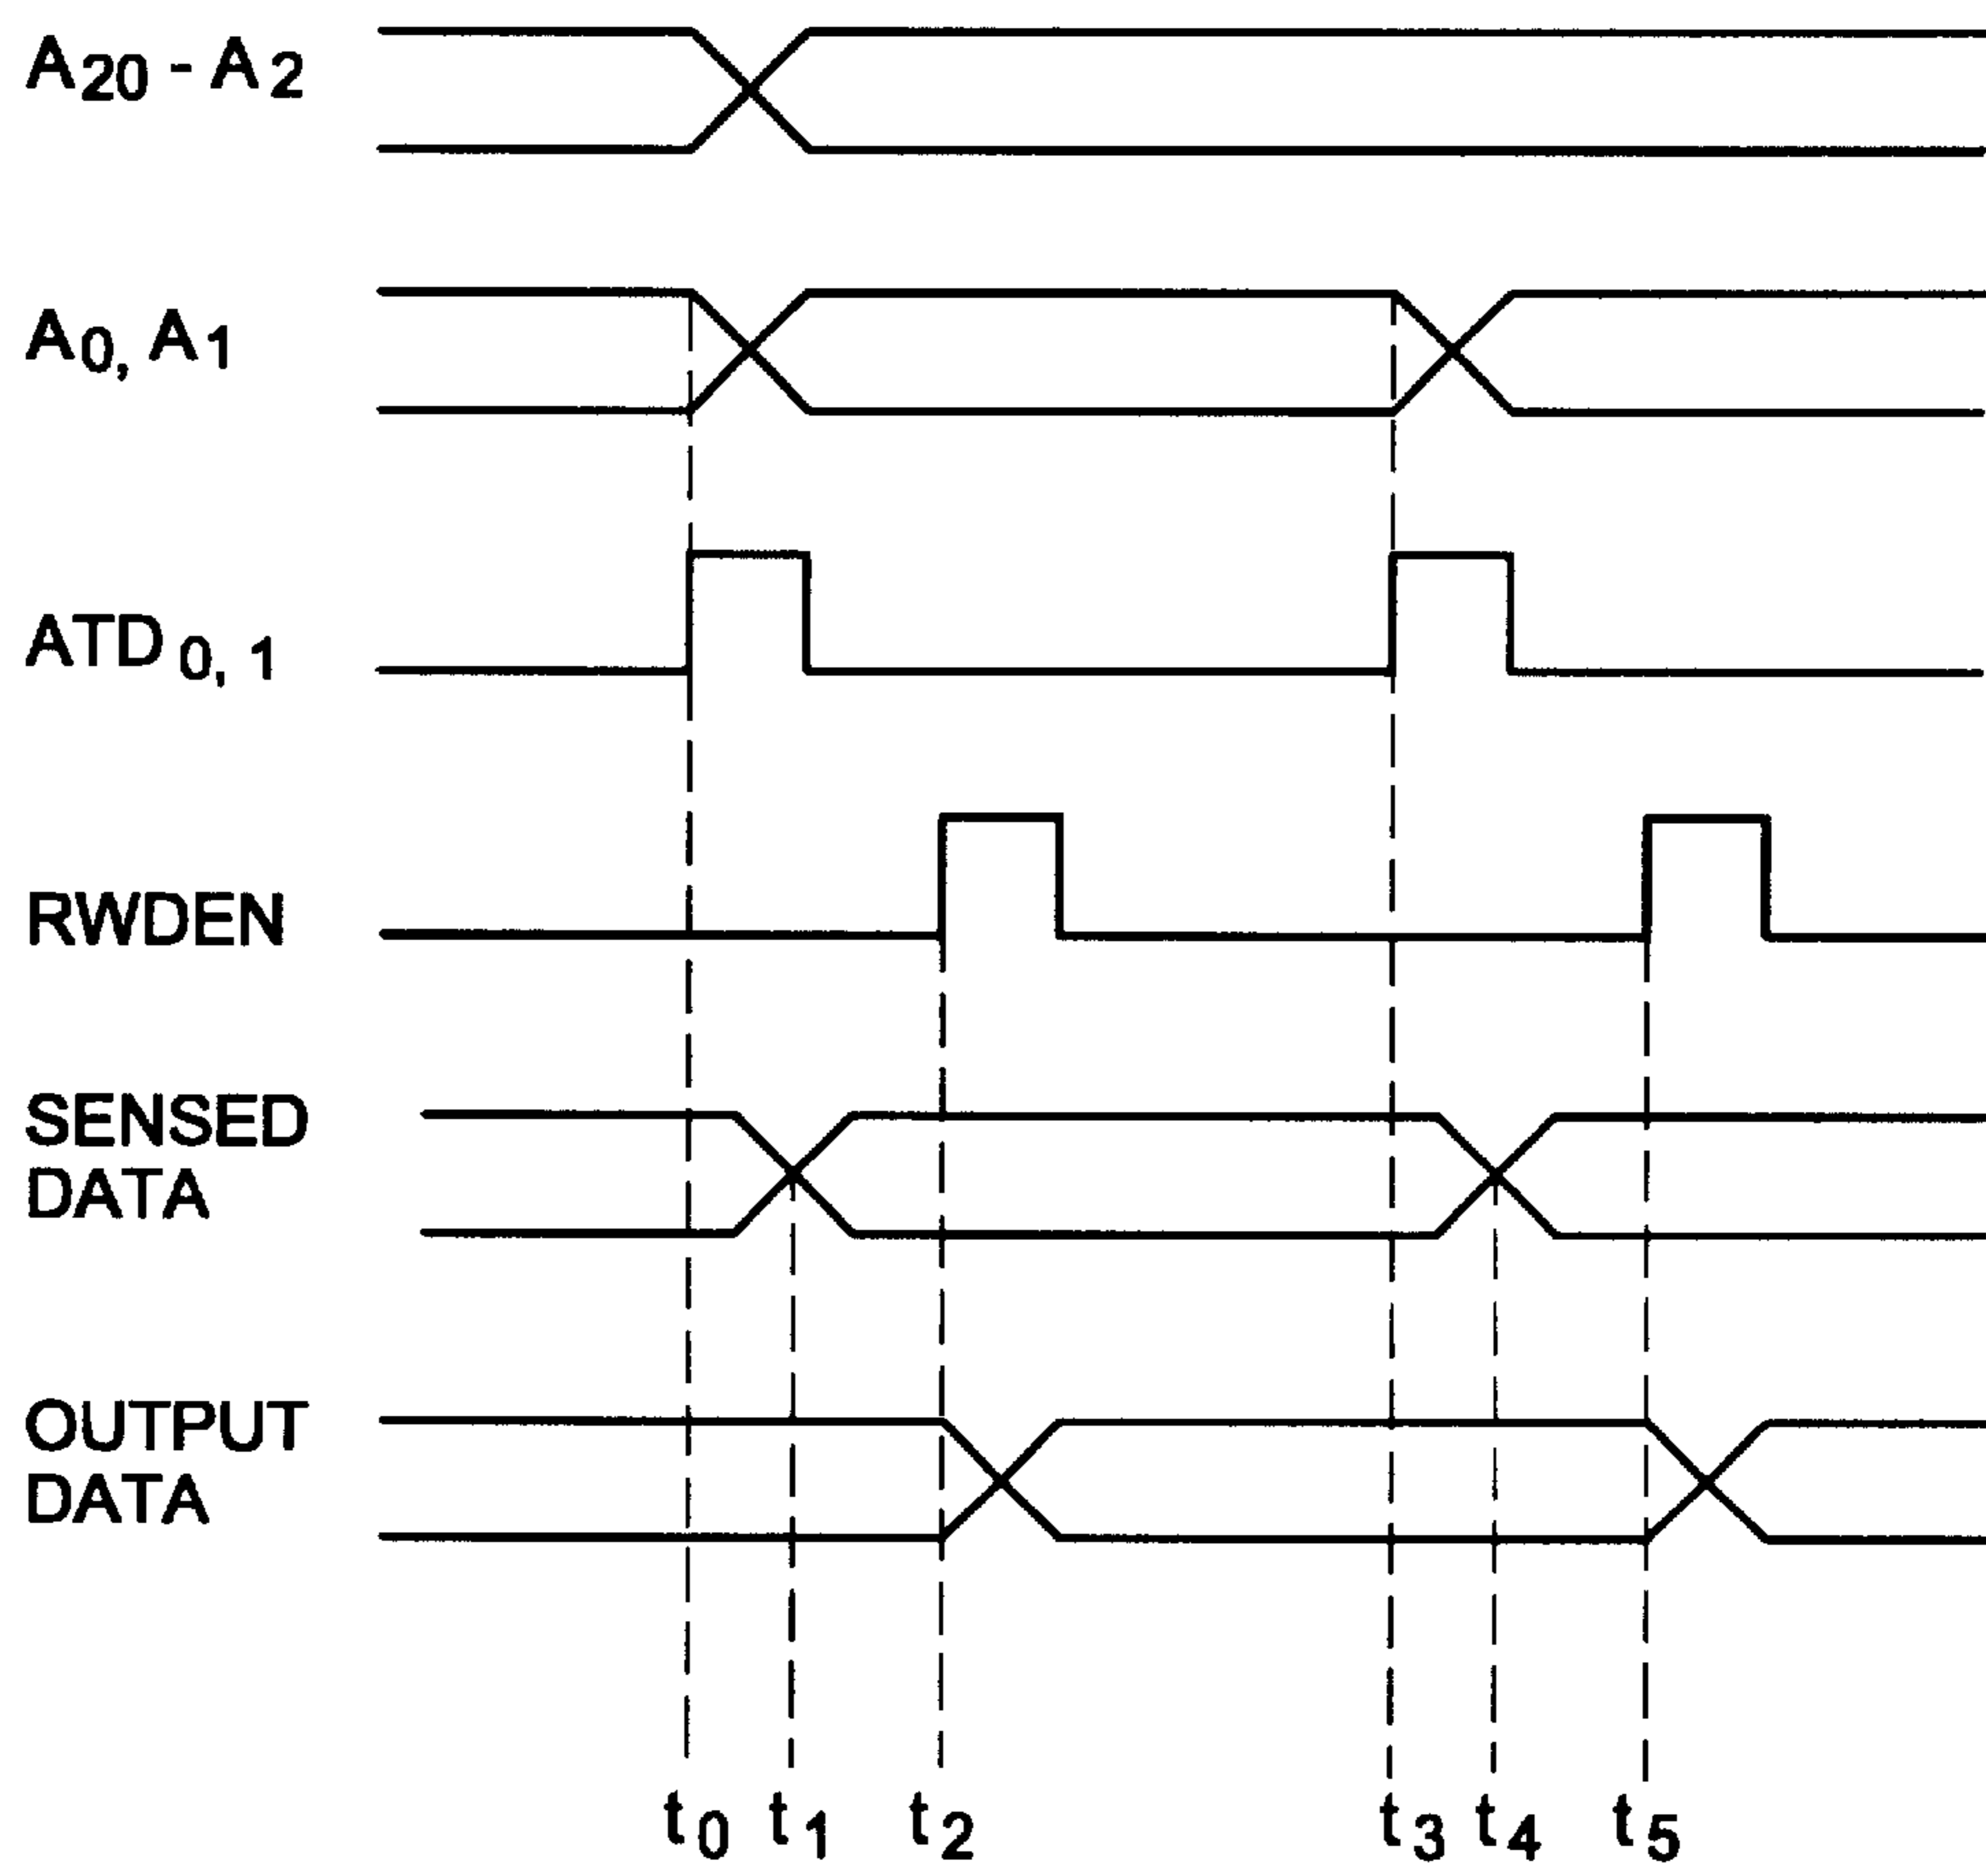 A20 - A2
A0, A1
ATD 0, 1
RWDEN
SENSED
DATA
OUTPUT
DATA
t0 t1 t2 t3 t4 t5